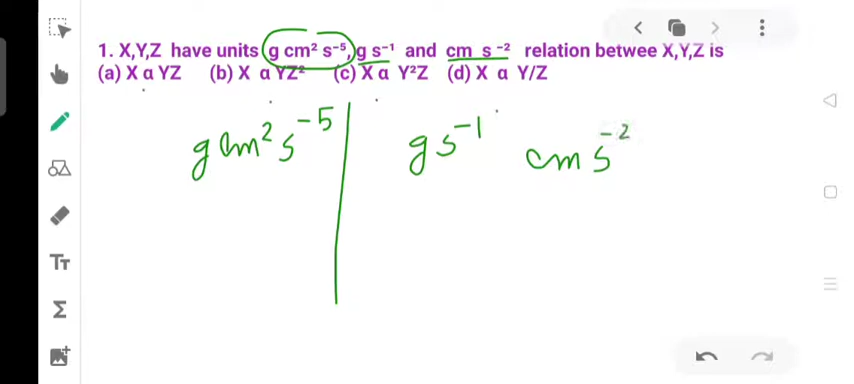 1. X,Y,Z have units g cm² s⁻⁵, g s⁻¹ and cm s ⁻² relation betwee X,Y,Z is
(a) X α YZ (b) X α YZ² (c) X α Y²Z (d) X α Y/Z
g cm² s⁻⁵ g s⁻¹ cm s⁻²